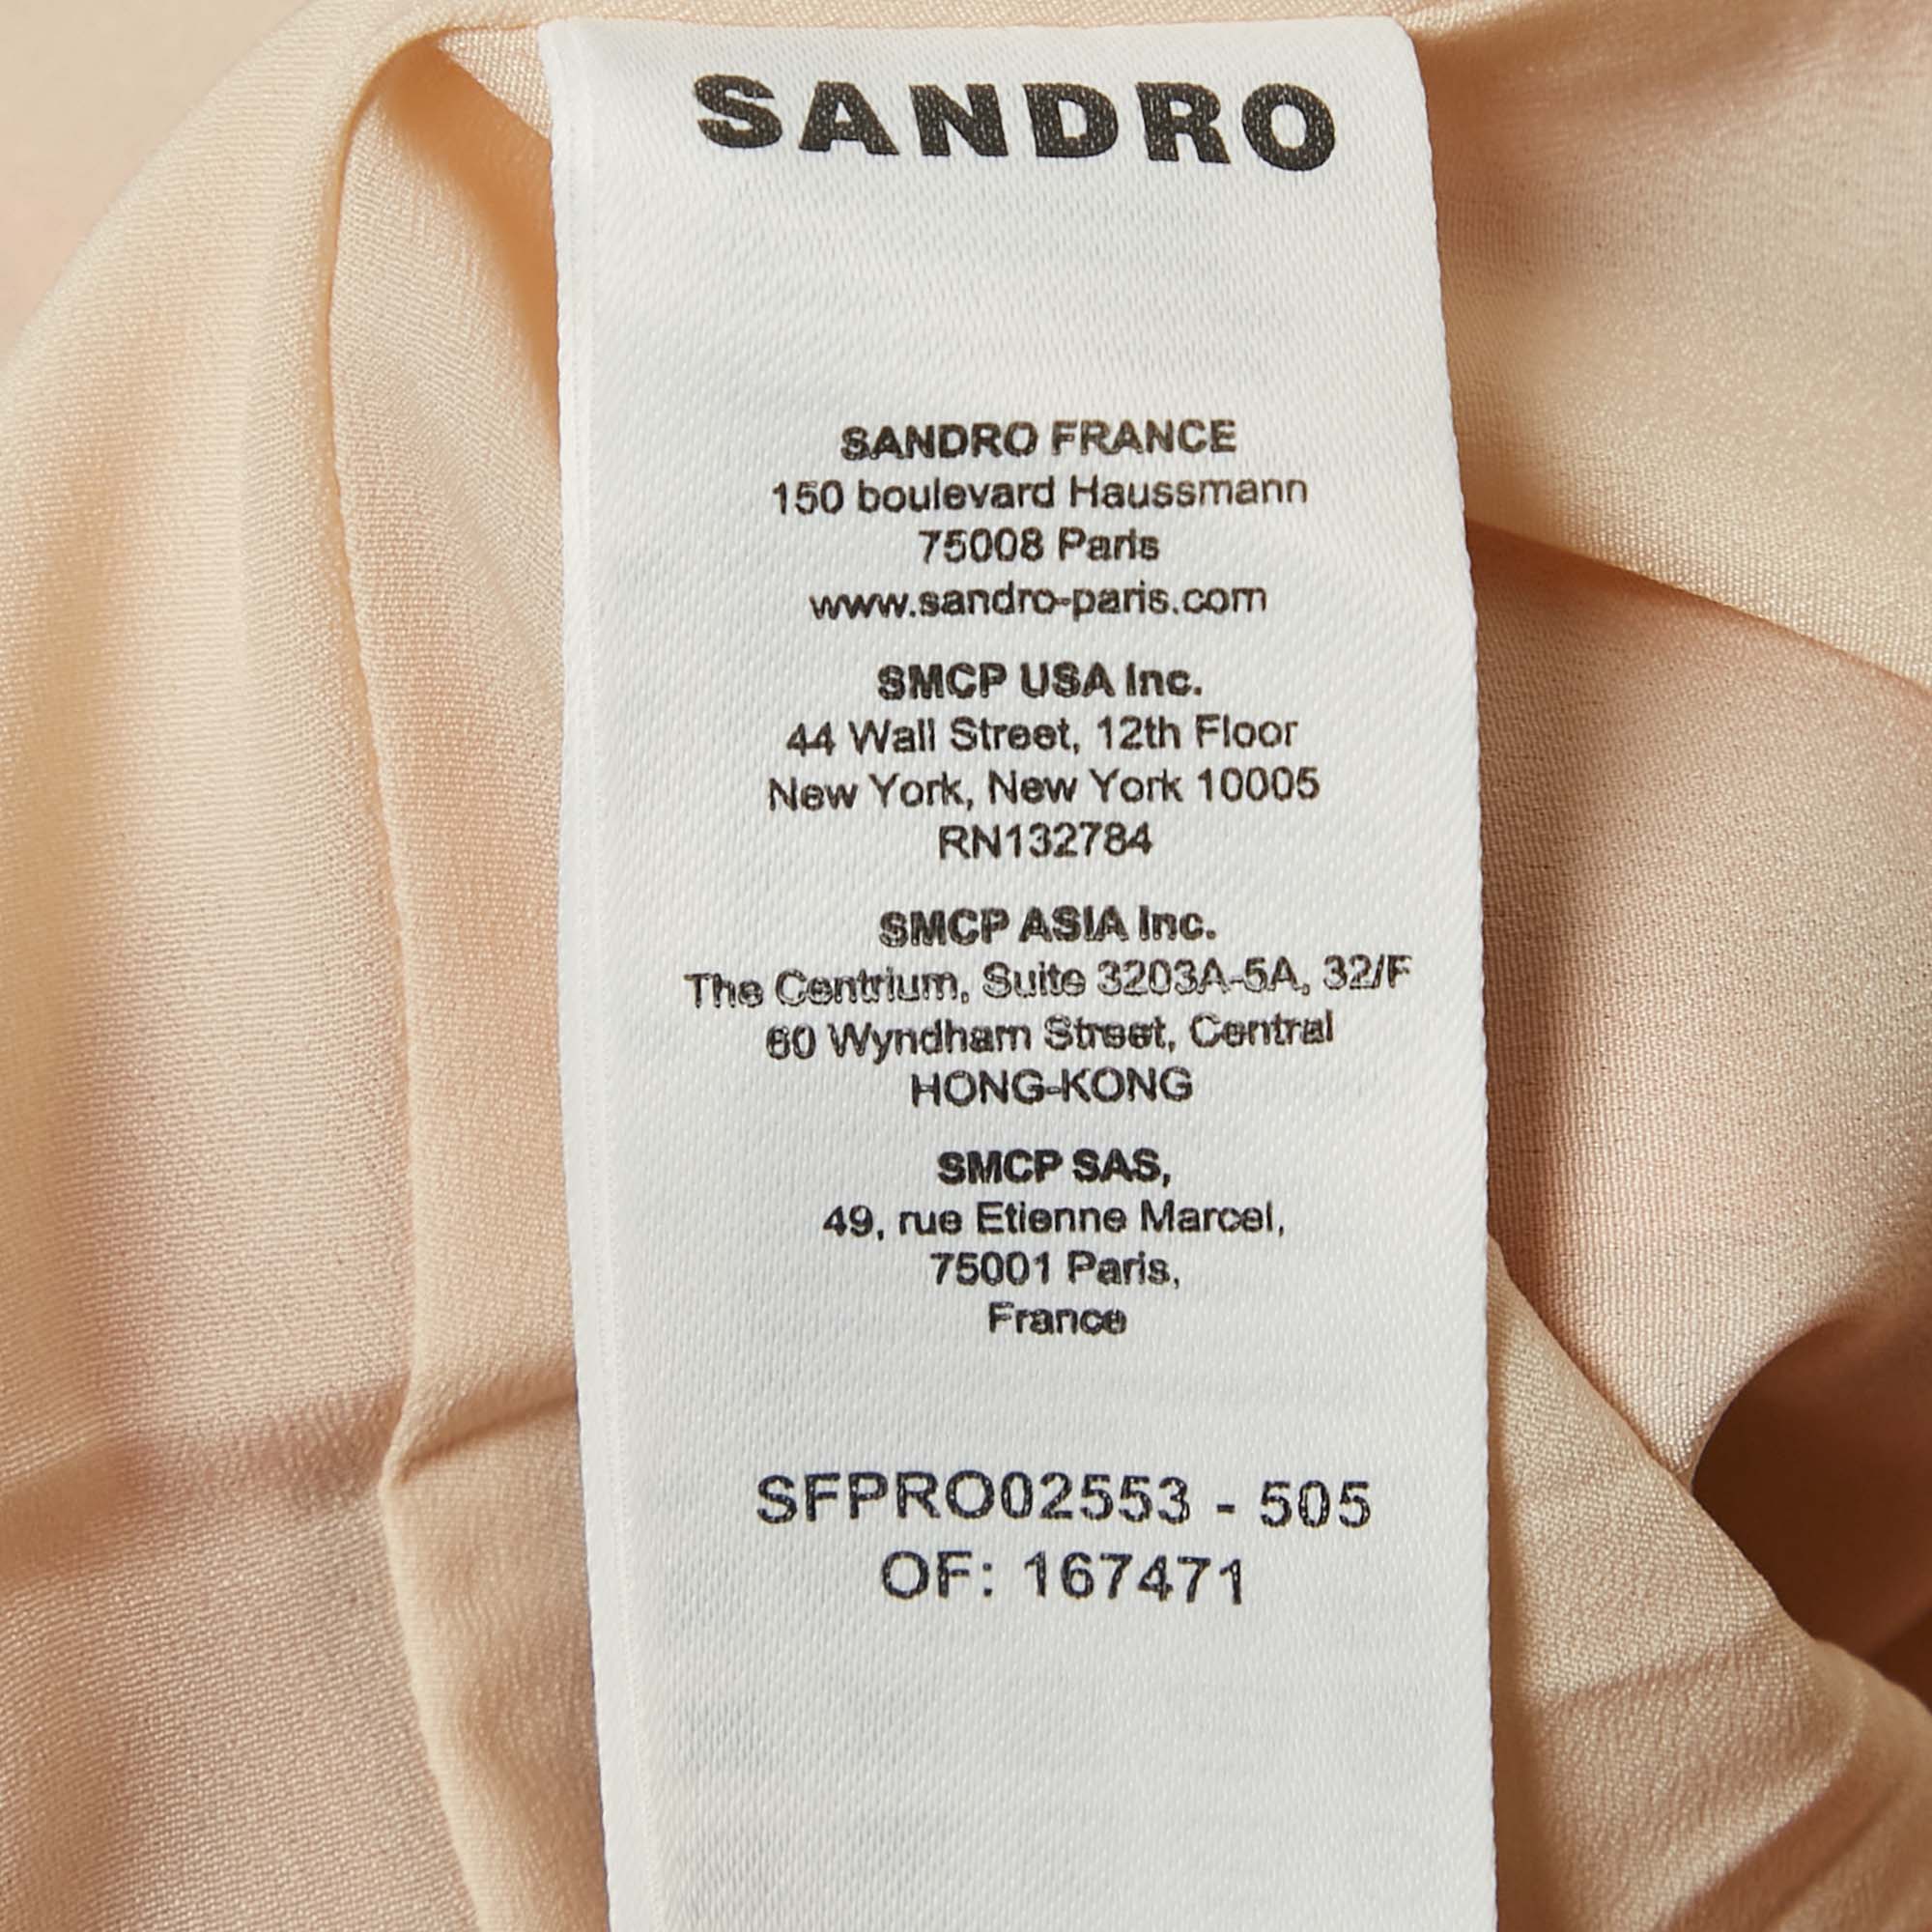 SANDRO
SANDRO FRANCE
150 boulevard Haussmann
75008 Paris
www.sandro-paris.com
SMCP USA Inc.
44 Wall Street, 12th Floor
New York, New York 10005
RN132784
SMCP ASIA Inc.
The Centrium, Suite 3203A-5A, 32/F
60 Wyndham Street, Central
HONG-KONG
SMCP SAS,
49, rue Etienne Marcel,
75001 Paris,
France
SFPRO02553 - 505
OF: 167471